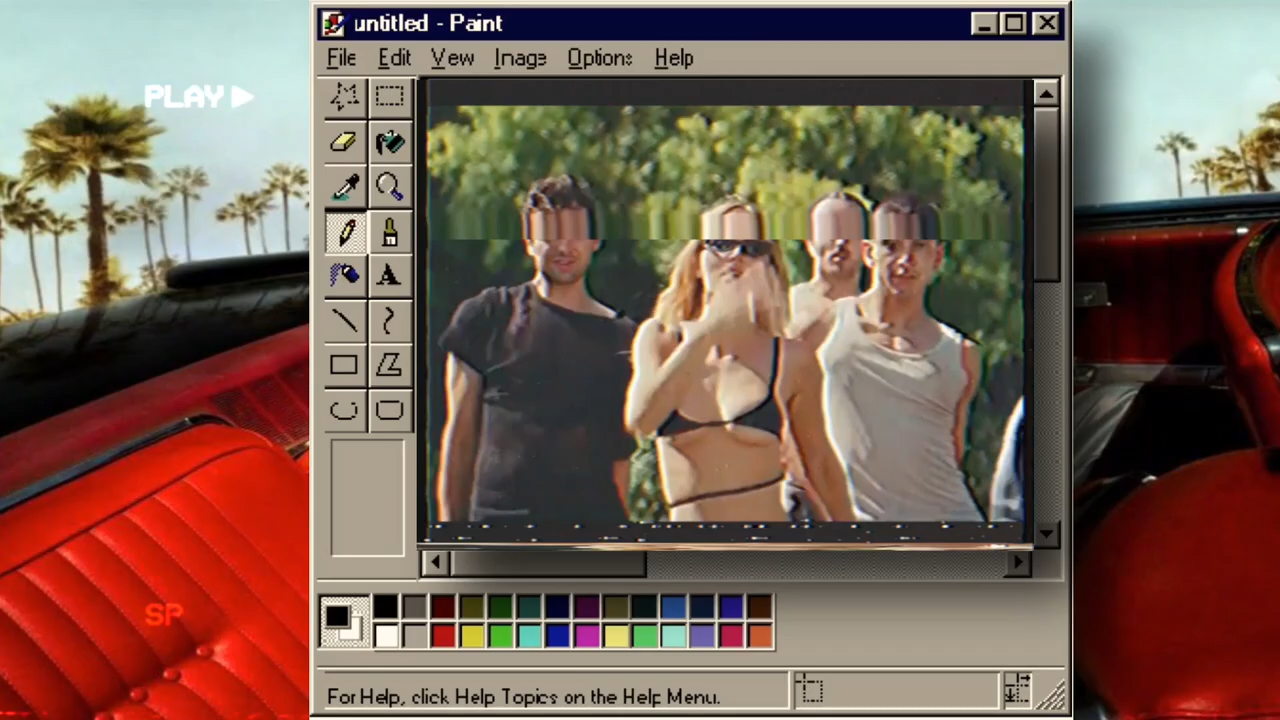 untitled - Paint
File Edit View Image Options Help
PLAY
A
SP
For Help, click Help Topics on the Help Menu.